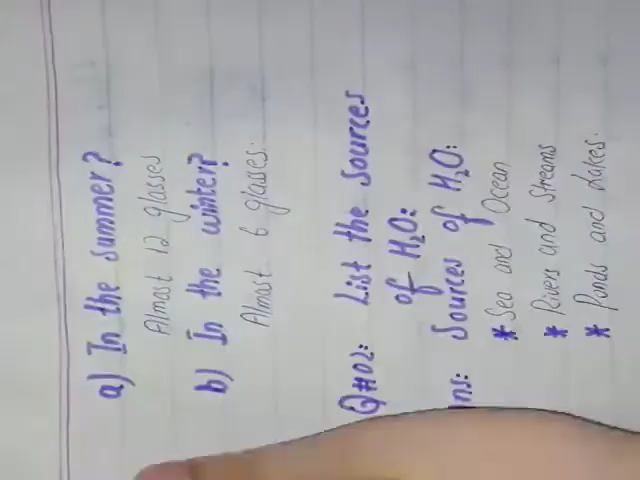 a) In the summer?
Almost 12 glasses
b) In the winter?
Almost 6 glasses.
Q#02: List the sources
of H₂O:
ns: Sources of H₂O:
* Sea and Ocean
* Rivers and Streams
* Ponds and Lakes.